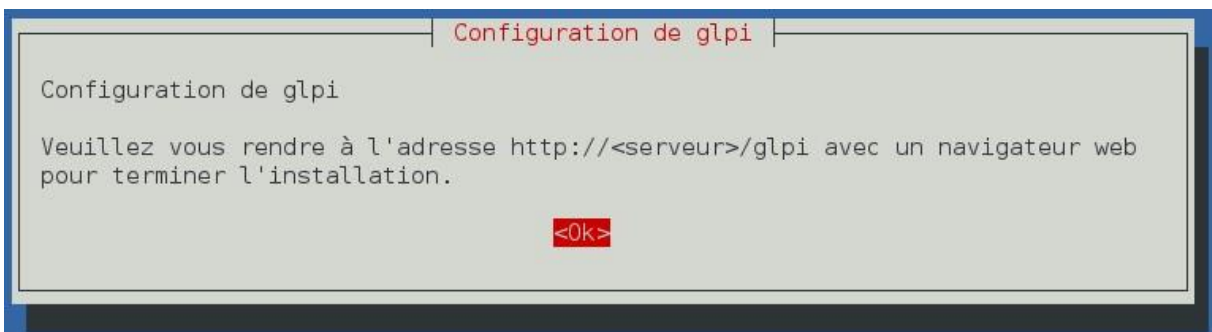 Configuration de glpi
Configuration de glpi
Veuillez vous rendre à l'adresse http://<serveur>/glpi avec un navigateur web
pour terminer l'installation.
<Ok>